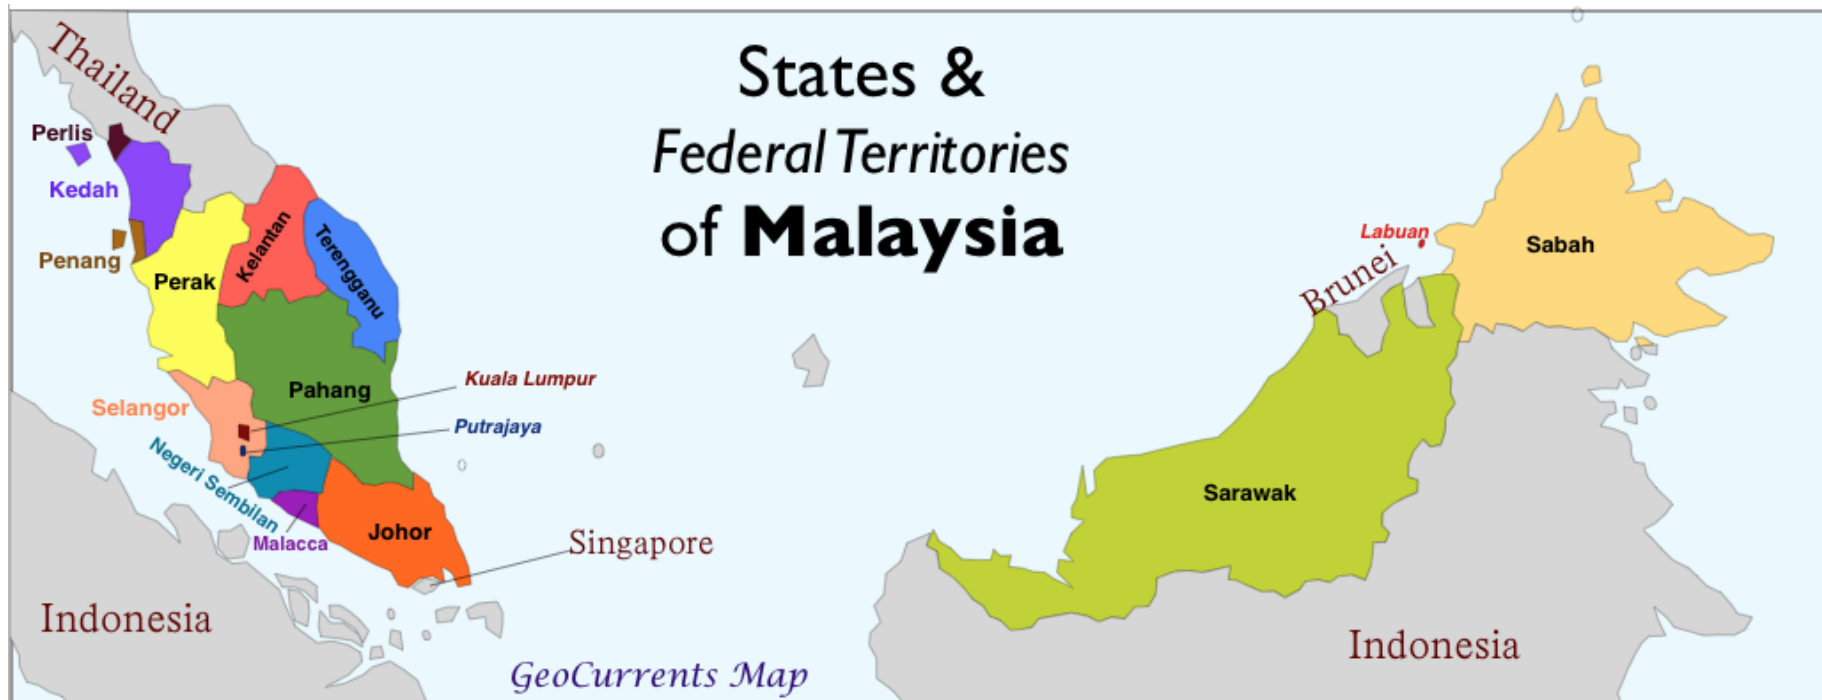 States &
Federal Territories
of Malaysia
Thailand
Perlis
Kedah
Penang
Perak
Kelantan
Terengganu
Labuan
Brunei
Sabah
Pahang
Kuala Lumpur
Selangor
Putrajaya
Negeri Sembilan
Sarawak
Johor
Malacca
Singapore
Indonesia
Indonesia
GeoCurrents Map